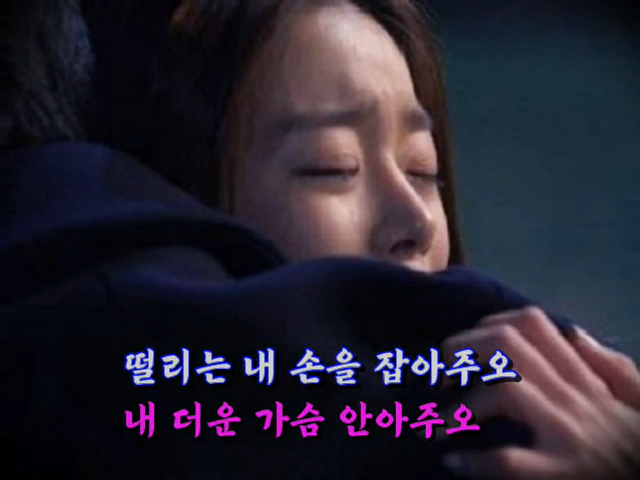 떨리는 내 손을 잡아주오
내 더운 가슴 안아주오